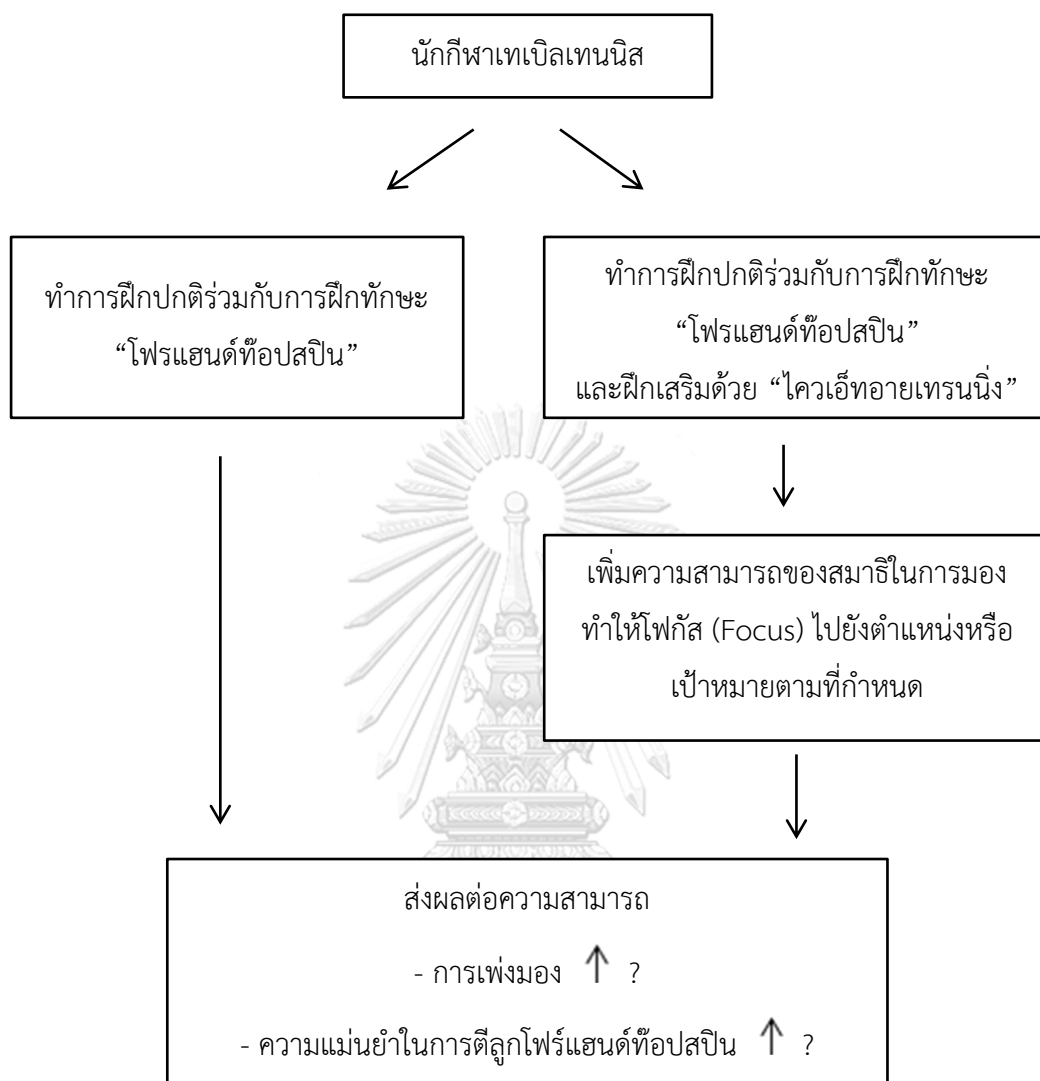 นักกีฬาเทเบิลเทนนิส
ทำการฝึกปกติร่วมกับการฝึกทักษะ
“โฟรแฮนด์ท๊อปสปิน”
ทำการฝึกปกติร่วมกับการฝึกทักษะ
“โฟรแฮนด์ท๊อปสปิน”
และฝึกเสริมด้วย “ไควเอ็ทอายเทรนนิ่ง”
เพิ่มความสามารถของสมาธิในการมอง
ทำให้โฟกัส (Focus) ไปยังตำแหน่งหรือ
เป้าหมายตามที่กำหนด
ส่งผลต่อความสามารถ
- การเพ่งมอง ↑ ?
- ความแม่นยำในการตีลูกโฟร์แฮนด์ท๊อปสปิน ↑ ?